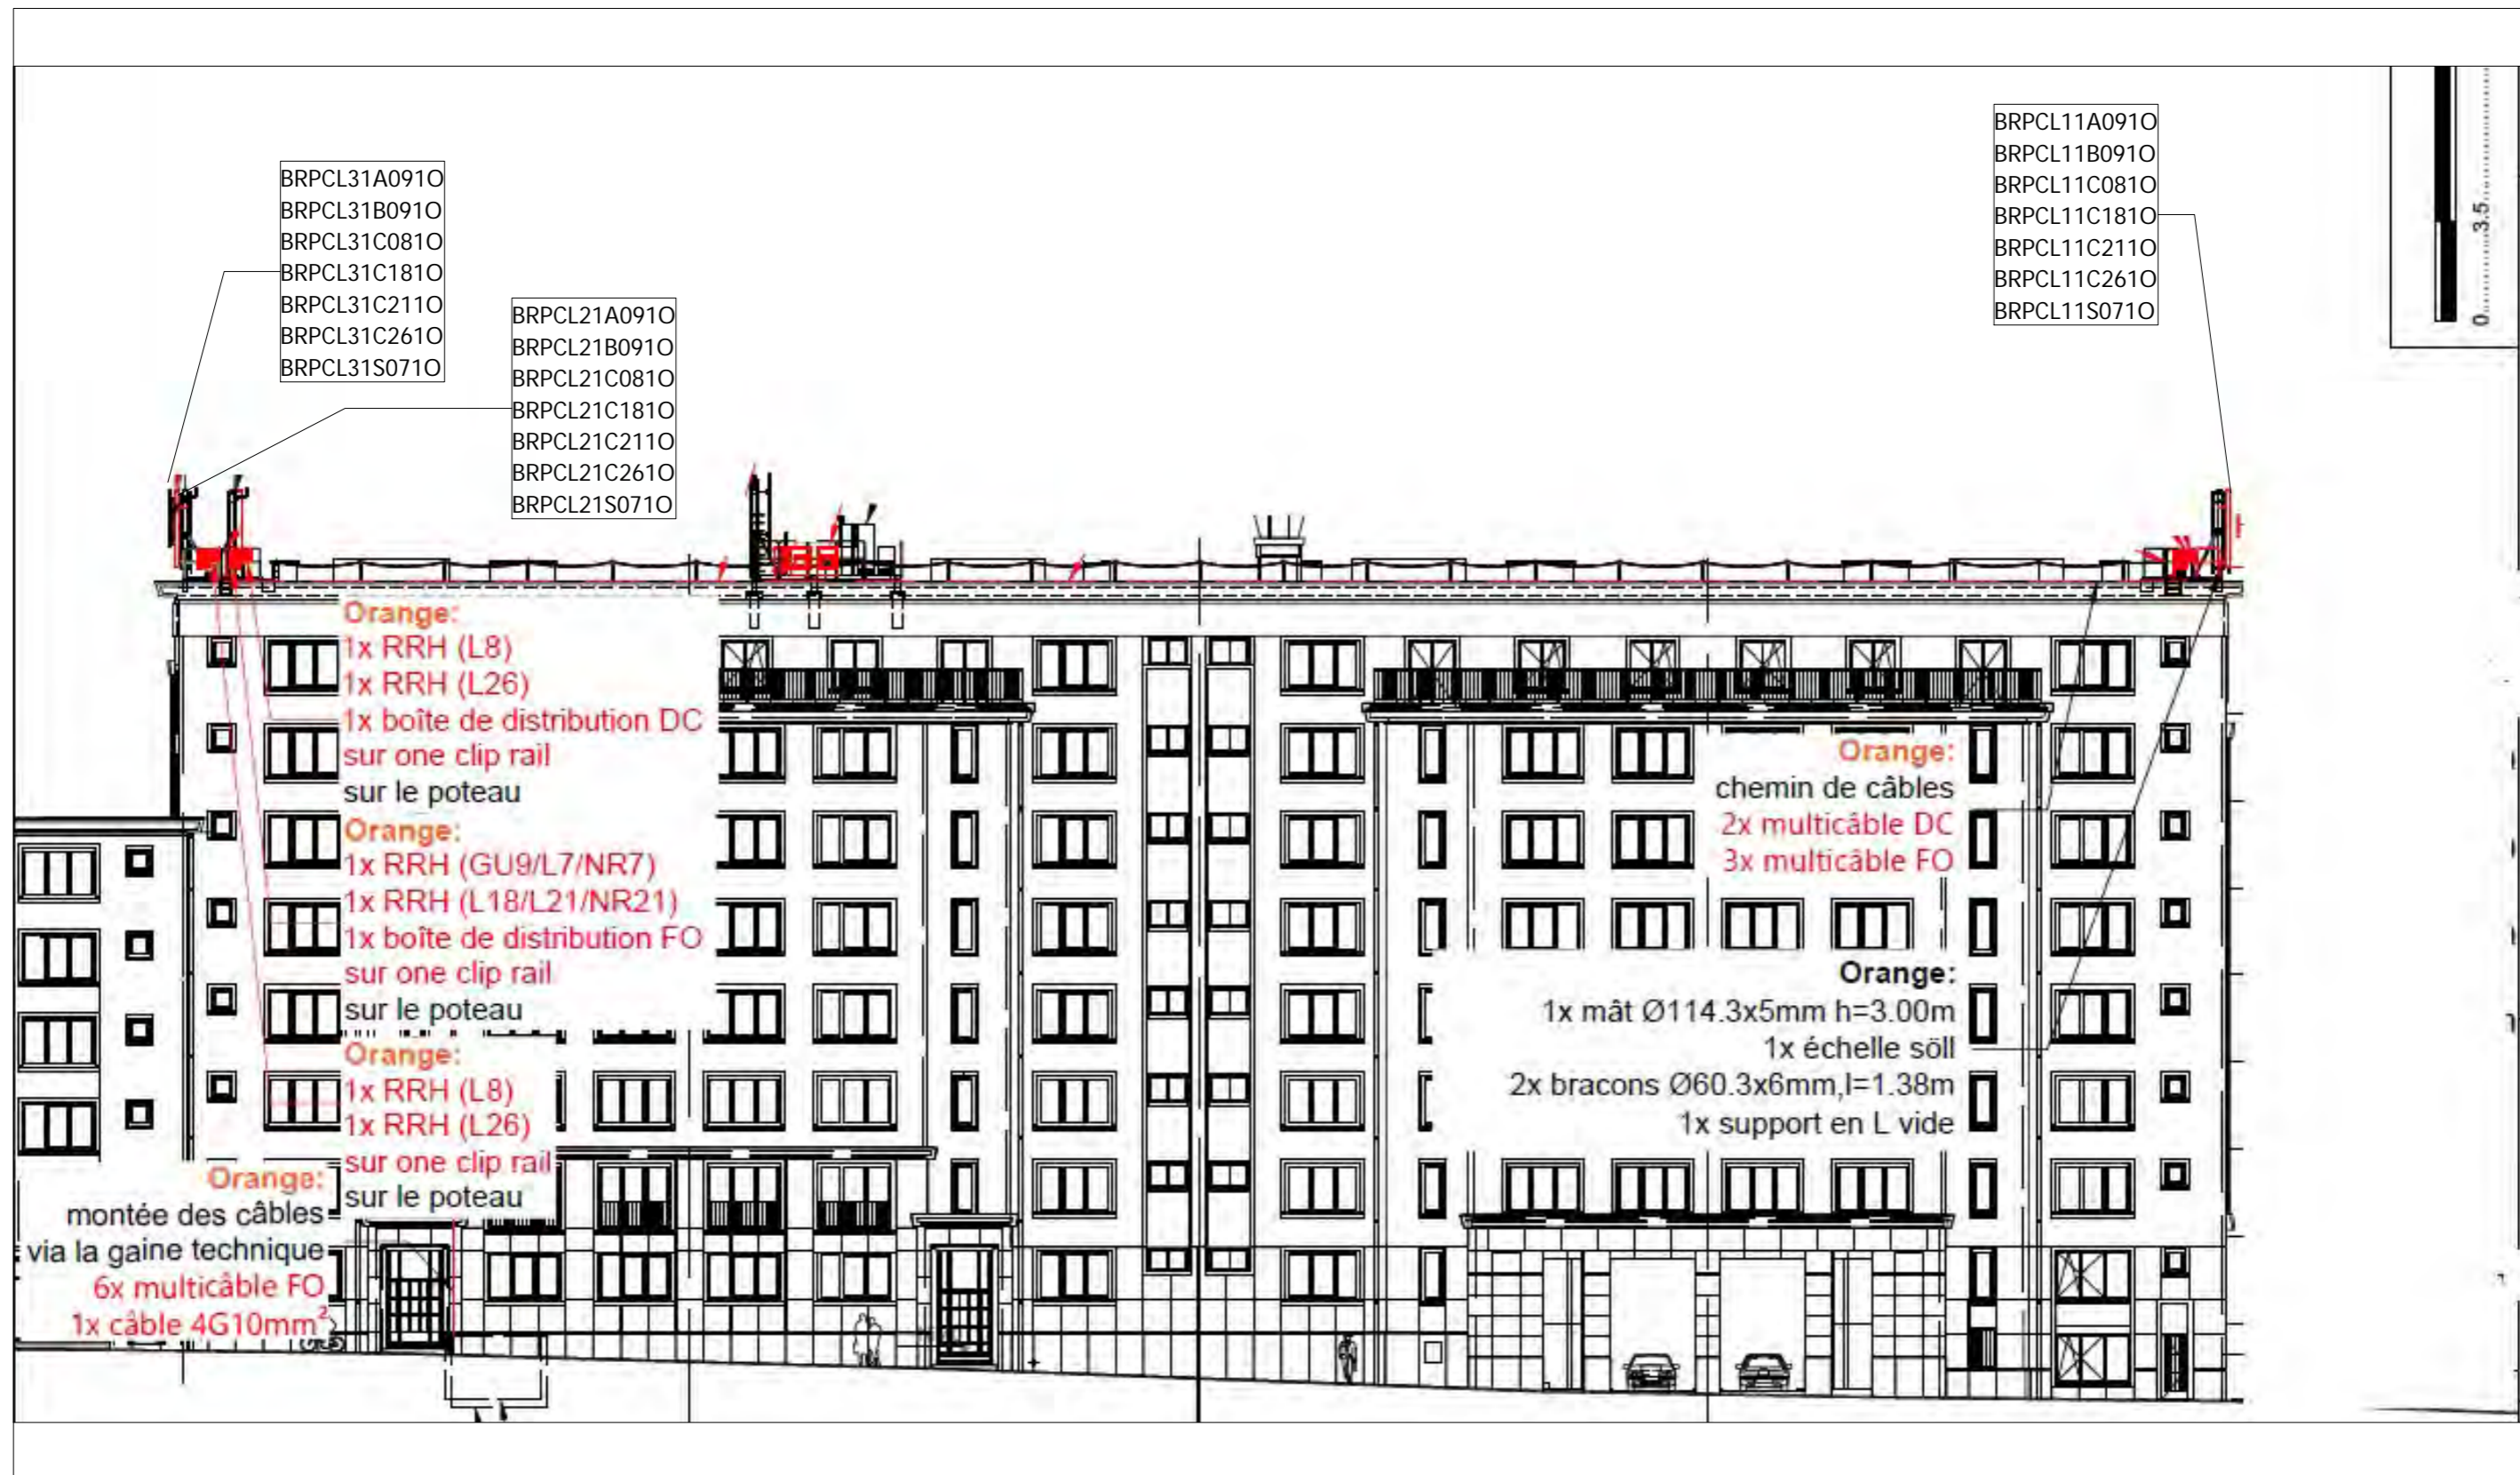 BRPCL11A091O
BRPCL11B091O
BRPCL11C081O
BRPCL11C181O
BRPCL11C211O
BRPCL11C261O
BRPCL11S071O
0..........3.5...............
BRPCL31A091O
BRPCL31B091O
BRPCL31C081O
BRPCL31C181O
BRPCL31C211O
BRPCL31C261O
BRPCL31S071O
BRPCL21A091O
BRPCL21B091O
BRPCL21C081O
BRPCL21C181O
BRPCL21C211O
BRPCL21C261O
BRPCL21S071O
Orange:
1x RRH (L8)
1x RRH (L26)
1x boîte de distribution DC
sur one clip rail
sur le poteau
Orange:
1x RRH (GU9/L7/NR7)
1x RRH (L18/L21/NR21)
1x boîte de distribution FO
sur one clip rail
sur le poteau
Orange:
1x RRH (L8)
1x RRH (L26)
sur one clip rail
sur le poteau
Orange:
montée des câbles
via la gaine technique
6x multicâble FO
1x câble 4G10mm²
Orange:
chemin de câbles
2x multicâble DC
3x multicâble FO
Orange:
1x mât Ø114.3x5mm h=3.00m
1x échelle söll
2x bracons Ø60.3x6mm,l=1.38m
1x support en L vide